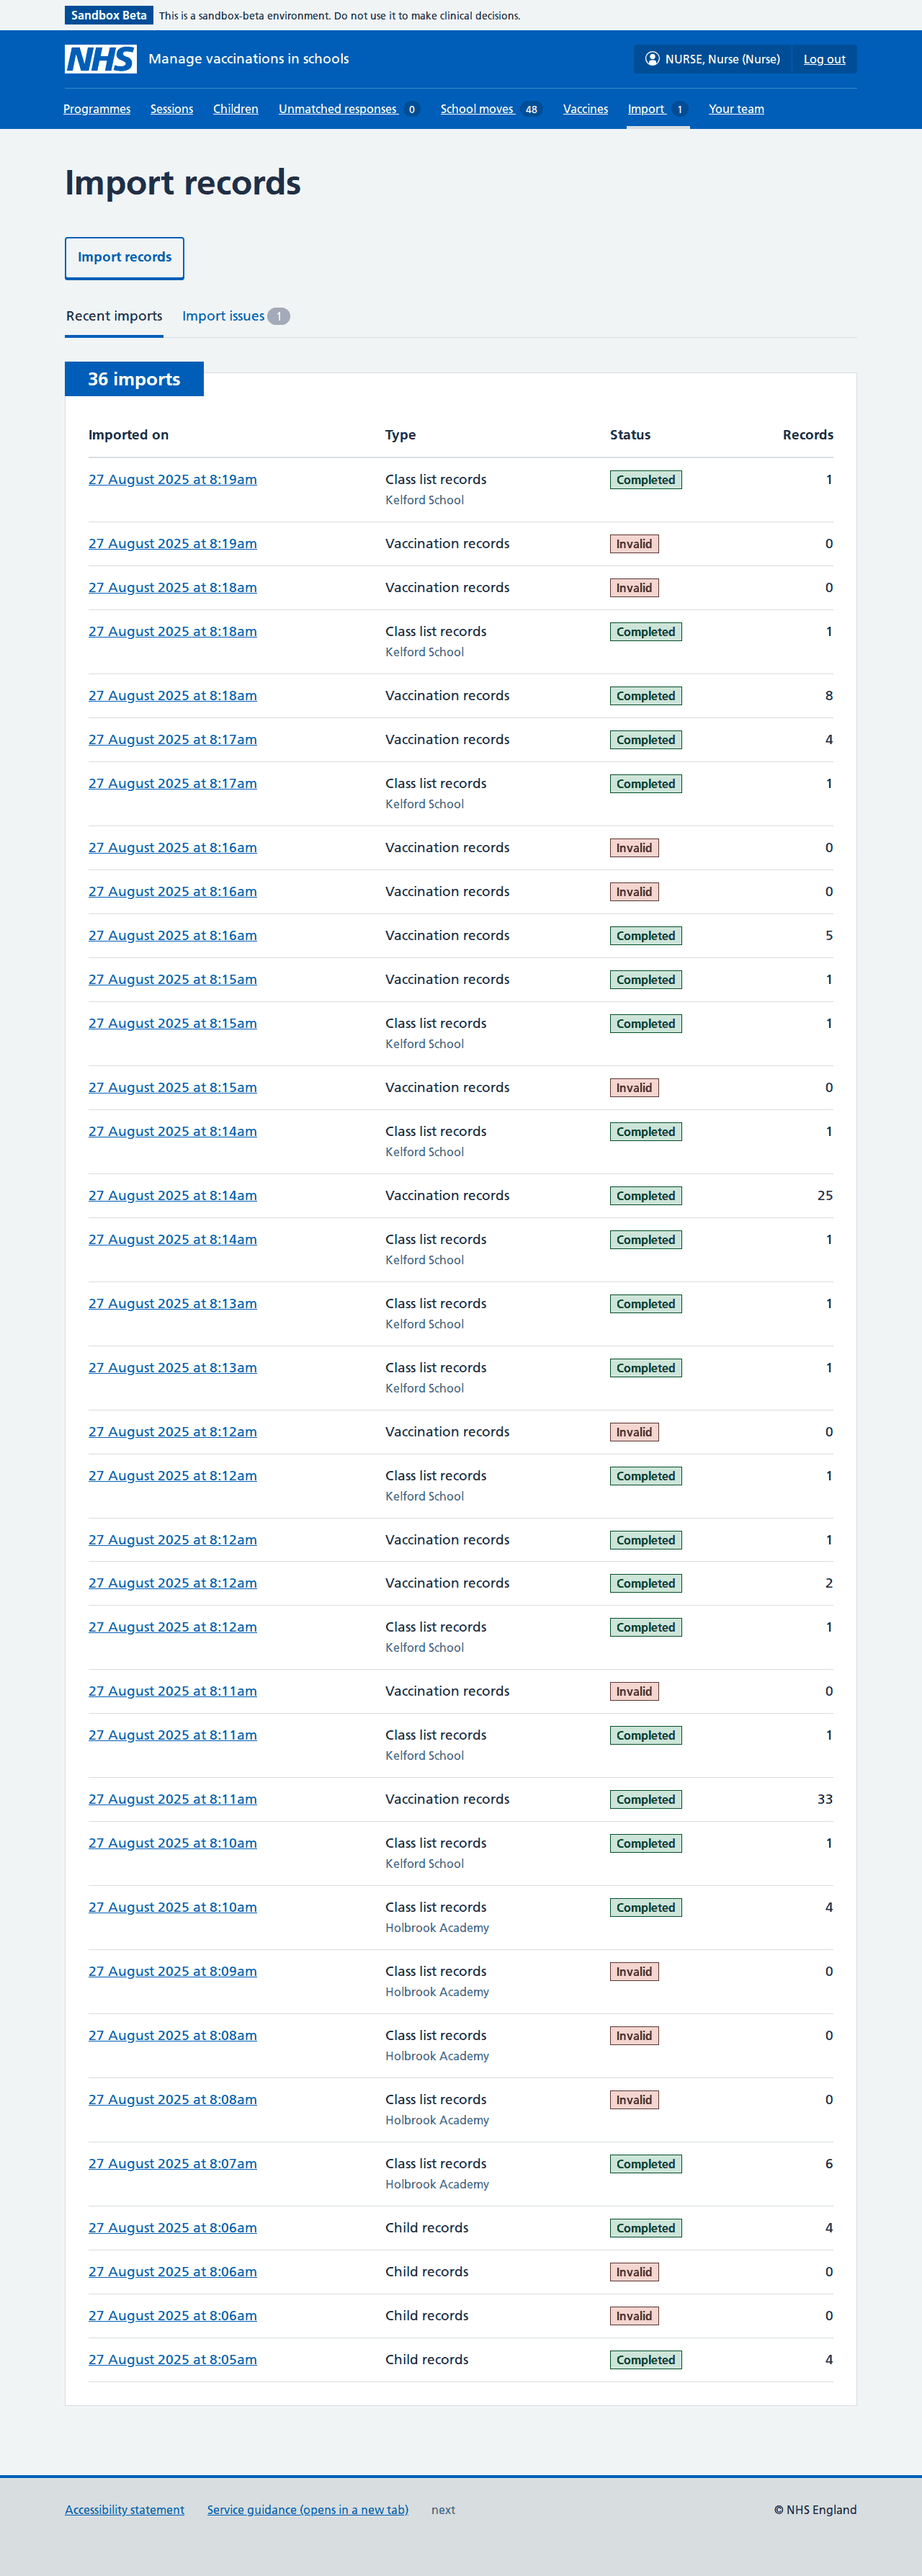 Sandbox Beta This is a sandbox-beta environment. Do not use it to make clinical decisions.
NHS Manage vaccinations in schools NURSE, Nurse (Nurse) Log out
Programmes Sessions Children Unmatched responses 0 School moves 48 Vaccines Import 1 Your team
Import records
Import records
Recent imports Import issues 1
36 imports
Imported on Type Status Records
27 August 2025 at 8:19am Class list records Completed 1
Kelford School
27 August 2025 at 8:19am Vaccination records Invalid 0
27 August 2025 at 8:18am Vaccination records Invalid 0
27 August 2025 at 8:18am Class list records Completed 1
Kelford School
27 August 2025 at 8:18am Vaccination records Completed 8
27 August 2025 at 8:17am Vaccination records Completed 4
27 August 2025 at 8:17am Class list records Completed 1
Kelford School
27 August 2025 at 8:16am Vaccination records Invalid 0
27 August 2025 at 8:16am Vaccination records Invalid 0
27 August 2025 at 8:16am Vaccination records Completed 5
27 August 2025 at 8:15am Vaccination records Completed 1
27 August 2025 at 8:15am Class list records Completed 1
Kelford School
27 August 2025 at 8:15am Vaccination records Invalid 0
27 August 2025 at 8:14am Class list records Completed 1
Kelford School
27 August 2025 at 8:14am Vaccination records Completed 25
27 August 2025 at 8:14am Class list records Completed 1
Kelford School
27 August 2025 at 8:13am Class list records Completed 1
Kelford School
27 August 2025 at 8:13am Class list records Completed 1
Kelford School
27 August 2025 at 8:12am Vaccination records Invalid 0
27 August 2025 at 8:12am Class list records Completed 1
Kelford School
27 August 2025 at 8:12am Vaccination records Completed 1
27 August 2025 at 8:12am Vaccination records Completed 2
27 August 2025 at 8:12am Class list records Completed 1
Kelford School
27 August 2025 at 8:11am Vaccination records Invalid 0
27 August 2025 at 8:11am Class list records Completed 1
Kelford School
27 August 2025 at 8:11am Vaccination records Completed 33
27 August 2025 at 8:10am Class list records Completed 1
Kelford School
27 August 2025 at 8:10am Class list records Completed 4
Holbrook Academy
27 August 2025 at 8:09am Class list records Invalid 0
Holbrook Academy
27 August 2025 at 8:08am Class list records Invalid 0
Holbrook Academy
27 August 2025 at 8:08am Class list records Invalid 0
Holbrook Academy
27 August 2025 at 8:07am Class list records Completed 6
Holbrook Academy
27 August 2025 at 8:06am Child records Completed 4
27 August 2025 at 8:06am Child records Invalid 0
27 August 2025 at 8:06am Child records Invalid 0
27 August 2025 at 8:05am Child records Completed 4
Accessibility statement Service guidance (opens in a new tab) next © NHS England